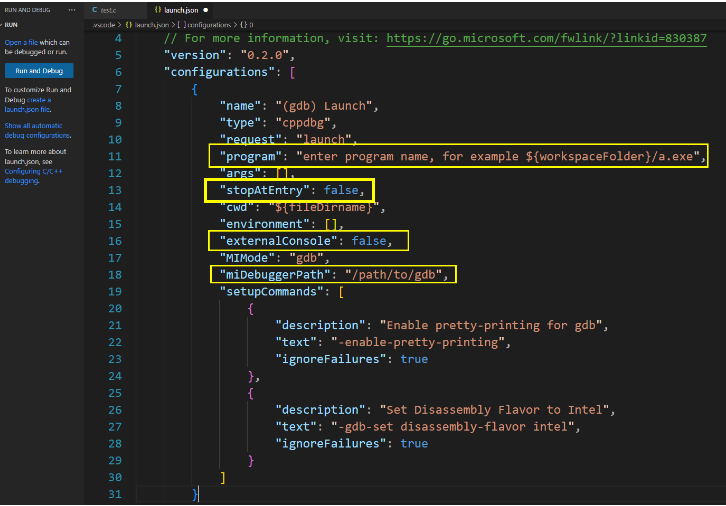 RUN AND DEBUG ...
C test.c
{} launch.json ●
.vscode > {} launch.json > [ ] configurations > {} 0
RUN
Open a file which can
be debugged or run.
Run and Debug
To customize Run and
Debug create a
launch.json file.
Show all automatic
debug configurations.
To learn more about
launch.json, see
Configuring C/C++
debugging.
4 // For more information, visit: https://go.microsoft.com/fwlink/?linkid=830387
5 "version": "0.2.0",
6 "configurations": [
7 {
8 "name": "(gdb) Launch",
9 "type": "cppdbg",
10 "request": "launch",
11 "program": "enter program name, for example ${workspaceFolder}/a.exe",
12 "args": [],
13 "stopAtEntry": false,
14 "cwd": "${fileDirname}",
15 "environment": [],
16 "externalConsole": false,
17 "MIMode": "gdb",
18 "miDebuggerPath": "/path/to/gdb",
19 "setupCommands": [
20 {
21 "description": "Enable pretty-printing for gdb",
22 "text": "-enable-pretty-printing",
23 "ignoreFailures": true
24 },
25 {
26 "description": "Set Disassembly Flavor to Intel",
27 "text": "-gdb-set disassembly-flavor intel",
28 "ignoreFailures": true
29 }
30 ]
31 }